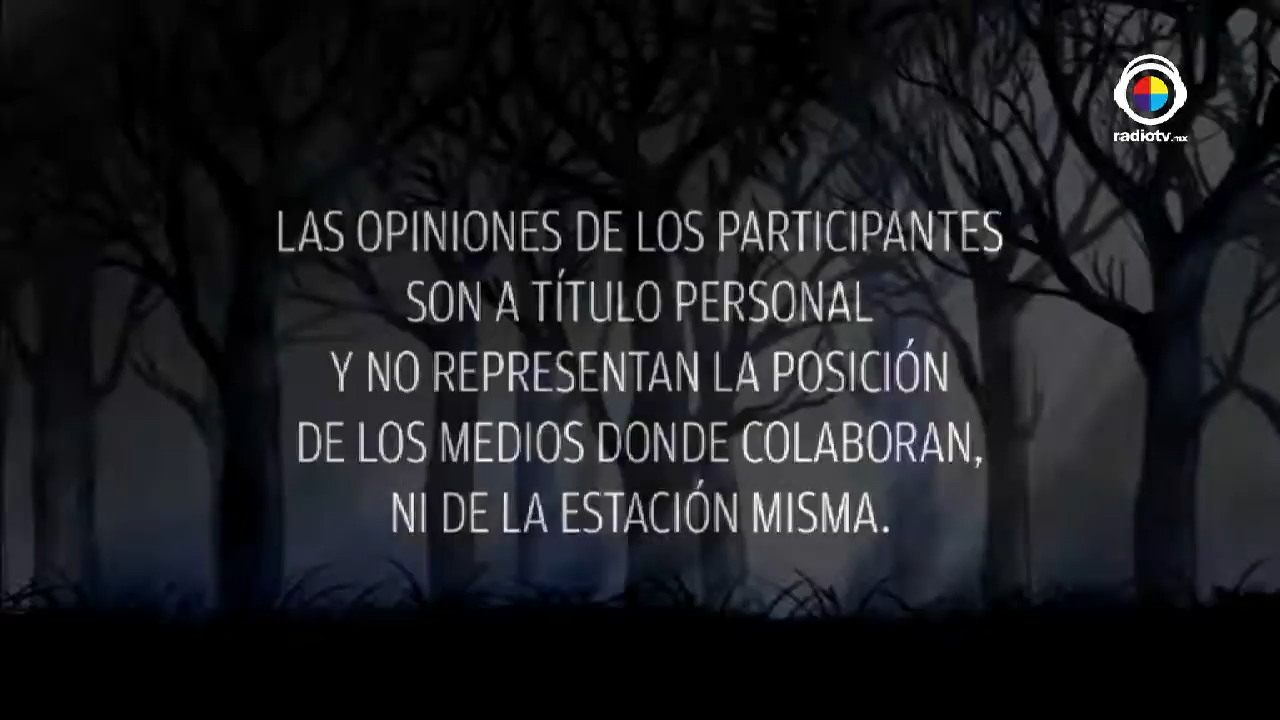 radiotv.mx
LAS OPINIONES DE LOS PARTICIPANTES
SON A TÍTULO PERSONAL
Y NO REPRESENTAN LA POSICIÓN
DE LOS MEDIOS DONDE COLABORAN,
NI DE LA ESTACIÓN MISMA.